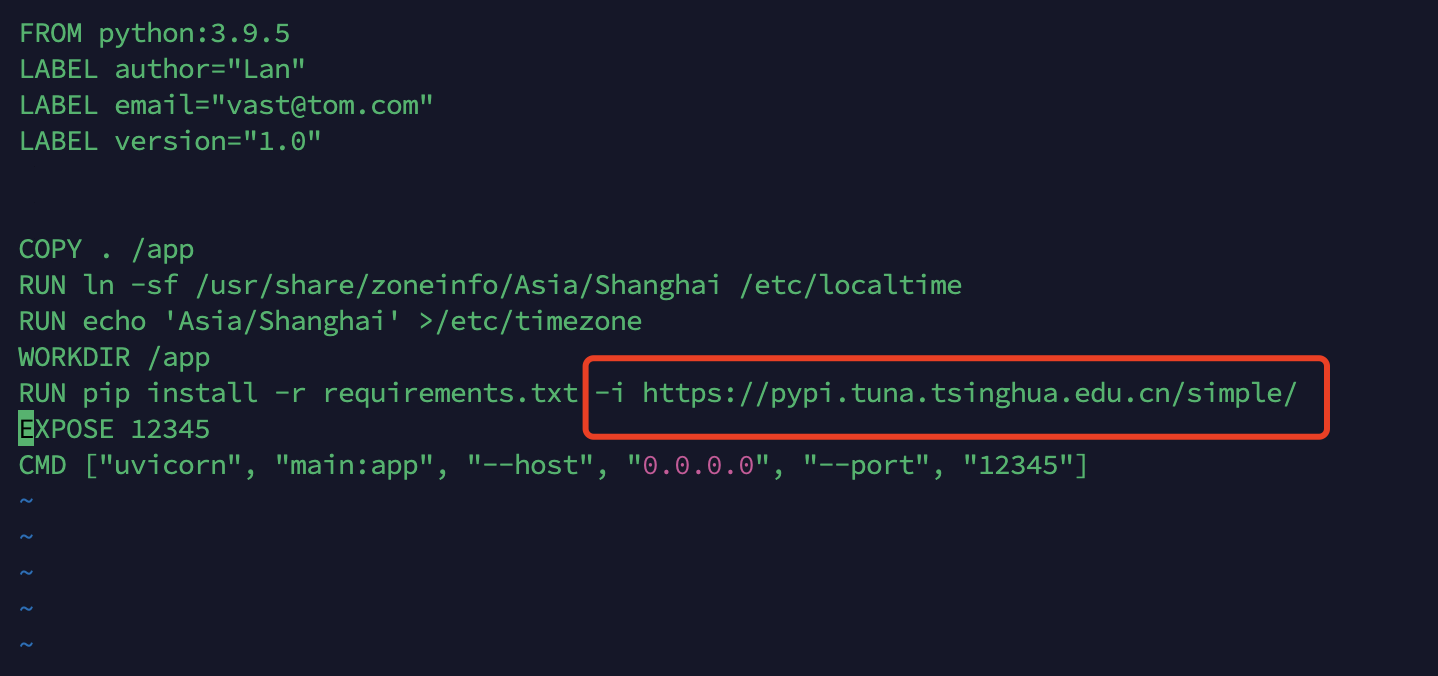 FROM python:3.9.5
LABEL author="Lan"
LABEL email="vast@tom.com"
LABEL version="1.0"
COPY . /app
RUN ln -sf /usr/share/zoneinfo/Asia/Shanghai /etc/localtime
RUN echo 'Asia/Shanghai' >/etc/timezone
WORKDIR /app
RUN pip install -r requirements.txt -i https://pypi.tuna.tsinghua.edu.cn/simple/
EXPOSE 12345
CMD ["uvicorn", "main:app", "--host", "0.0.0.0", "--port", "12345"]
~
~
~
~
~